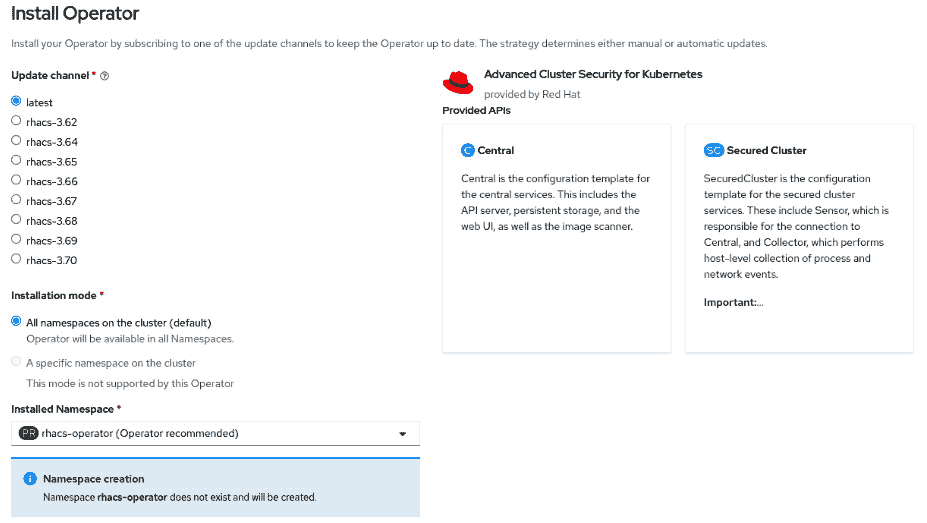 Install Operator
Install your Operator by subscribing to one of the update channels to keep the Operator up to date. The strategy determines either manual or automatic updates.
Update channel *
latest
rhacs-3.62
rhacs-3.64
rhacs-3.65
rhacs-3.66
rhacs-3.67
rhacs-3.68
rhacs-3.69
rhacs-3.70
Installation mode *
All namespaces on the cluster (default)
Operator will be available in all Namespaces.
A specific namespace on the cluster
This mode is not supported by this Operator
Installed Namespace *
PR rhacs-operator (Operator recommended)
Namespace creation
Namespace rhacs-operator does not exist and will be created.
Advanced Cluster Security for Kubernetes
provided by Red Hat
Provided APIs
C Central
Central is the configuration template for
the central services. This includes the
API server, persistent storage, and the
web UI, as well as the image scanner.
SC Secured Cluster
SecuredCluster is the configuration
template for the secured cluster
services. These include Sensor, which is
responsible for the connection to
Central, and Collector, which performs
host-level collection of process and
network events.
Important:...